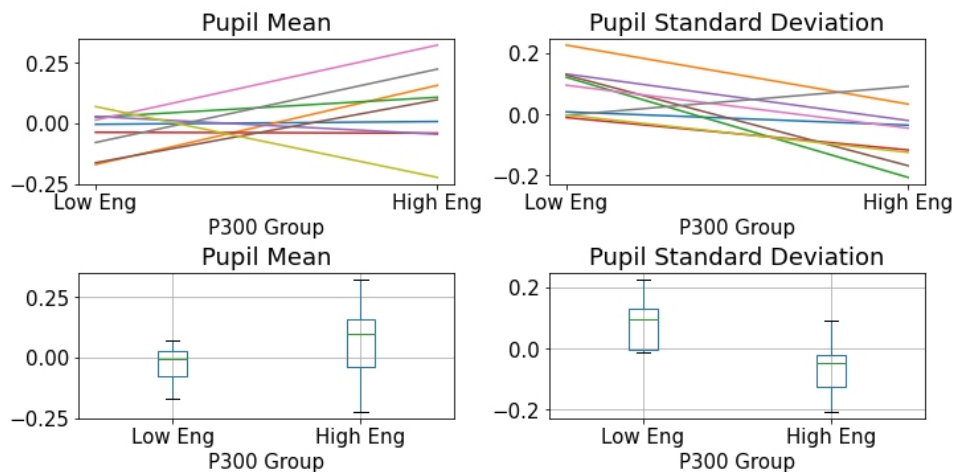 Pupil Mean
0.25
0.00
−0.25
Low Eng High Eng
P300 Group
Pupil Standard Deviation
0.2
0.0
−0.2
Low Eng High Eng
P300 Group
Pupil Mean
0.25
0.00
−0.25
Low Eng High Eng
P300 Group
Pupil Standard Deviation
0.2
0.0
−0.2
Low Eng High Eng
P300 Group